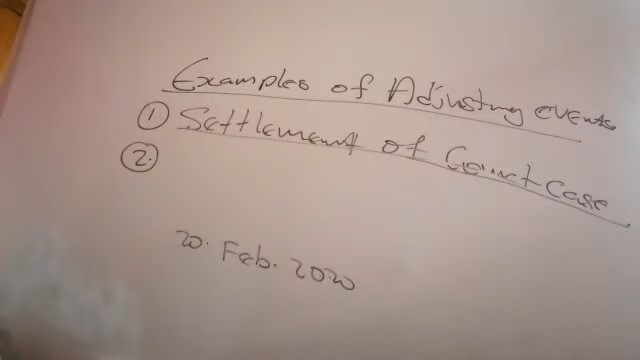 Examples of Adjusting events
① Settlement of Court Case
②
20. Feb. 2020